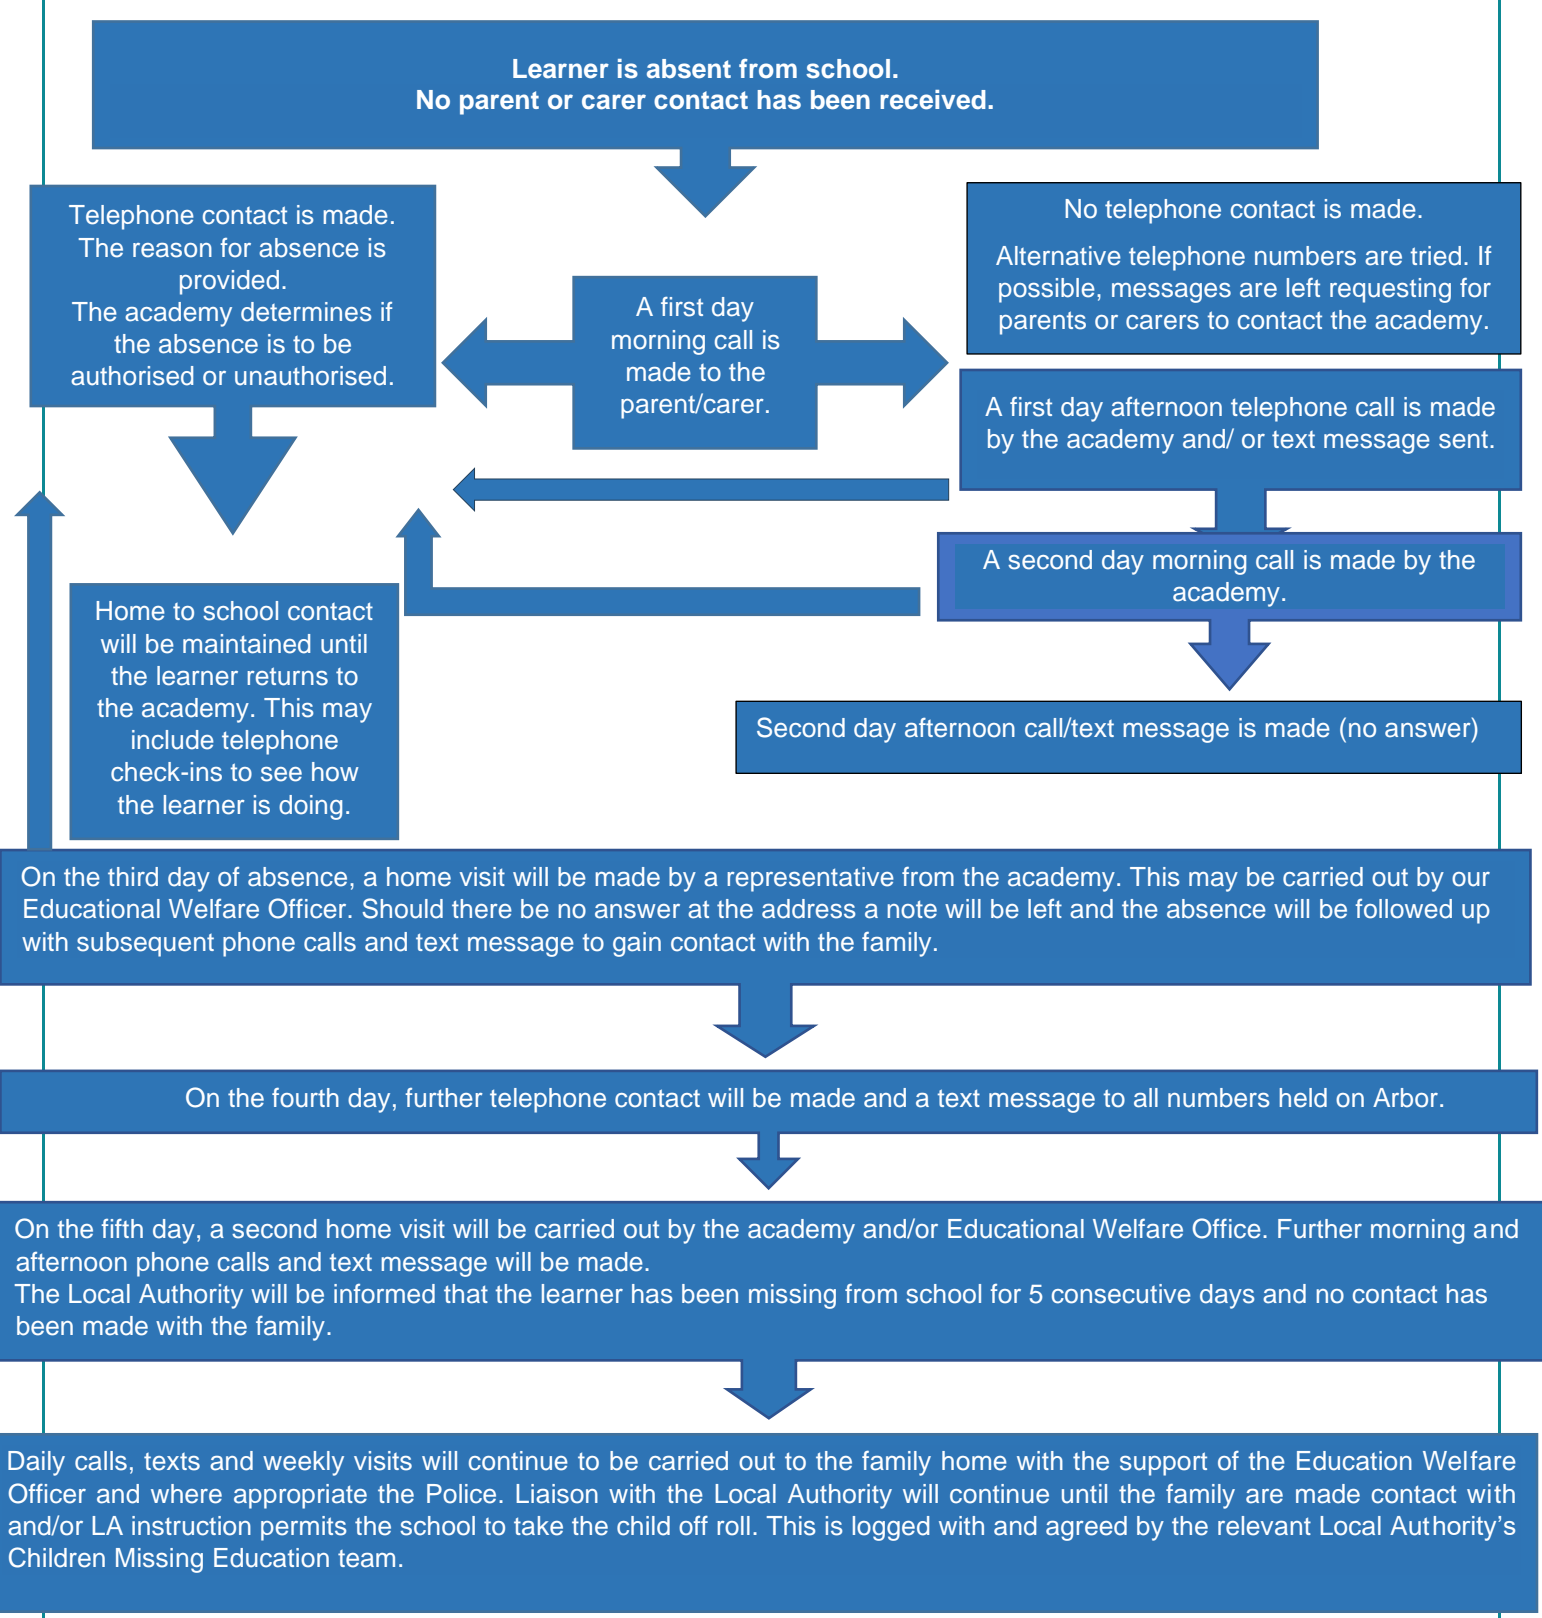 Learner is absent from school.
No parent or carer contact has been received.
Telephone contact is made.
The reason for absence is
provided.
The academy determines if
the absence is to be
authorised or unauthorised.
A first day
morning call is
made to the
parent/carer.
No telephone contact is made.
Alternative telephone numbers are tried. If
possible, messages are left requesting for
parents or carers to contact the academy.
A first day afternoon telephone call is made
by the academy and/ or text message sent.
A second day morning call is made by the
academy.
Home to school contact
will be maintained until
the learner returns to
the academy. This may
include telephone
check-ins to see how
the learner is doing.
Second day afternoon call/text message is made (no answer)
On the third day of absence, a home visit will be made by a representative from the academy. This may be carried out by our
Educational Welfare Officer. Should there be no answer at the address a note will be left and the absence will be followed up
with subsequent phone calls and text message to gain contact with the family.
On the fourth day, further telephone contact will be made and a text message to all numbers held on Arbor.
On the fifth day, a second home visit will be carried out by the academy and/or Educational Welfare Office. Further morning and
afternoon phone calls and text message will be made.
The Local Authority will be informed that the learner has been missing from school for 5 consecutive days and no contact has
been made with the family.
Daily calls, texts and weekly visits will continue to be carried out to the family home with the support of the Education Welfare
Officer and where appropriate the Police. Liaison with the Local Authority will continue until the family are made contact with
and/or LA instruction permits the school to take the child off roll. This is logged with and agreed by the relevant Local Authority's
Children Missing Education team.